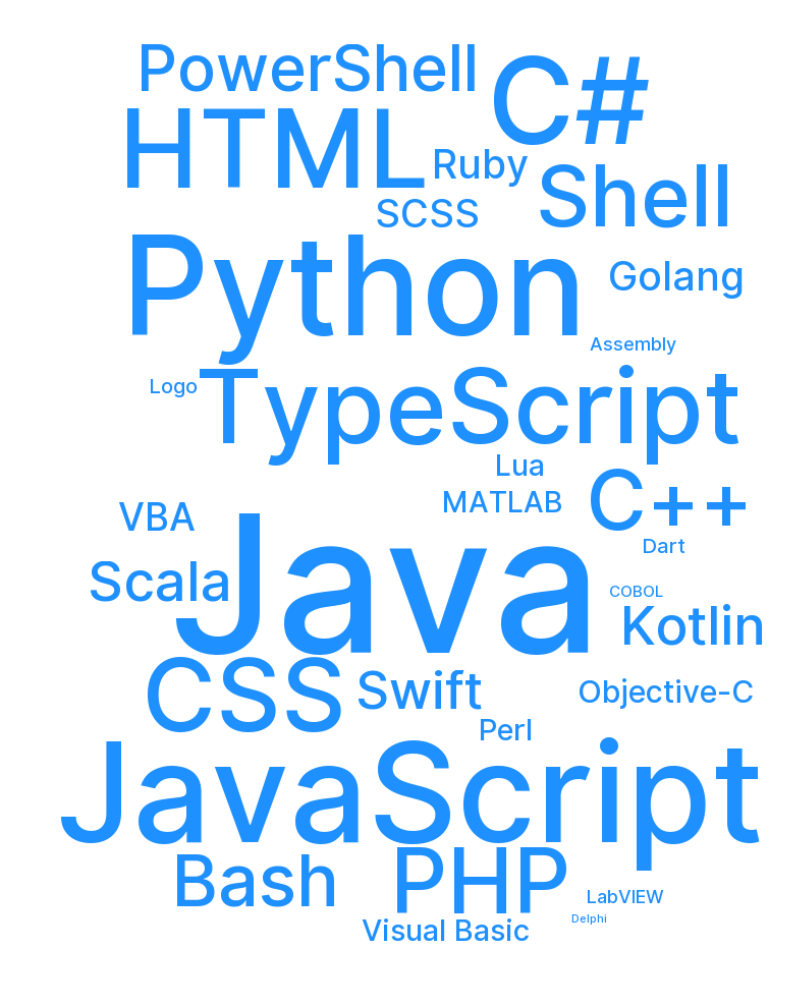 PowerShell
C#
HTML
Ruby
Shell
SCSS
Python
Golang
Assembly
Logo
TypeScript
Lua
MATLAB
C++
VBA
Java
Dart
Scala
COBOL
Kotlin
CSS
Swift
Objective-C
Perl
JavaScript
Bash
PHP
LabVIEW
Delphi
Visual Basic